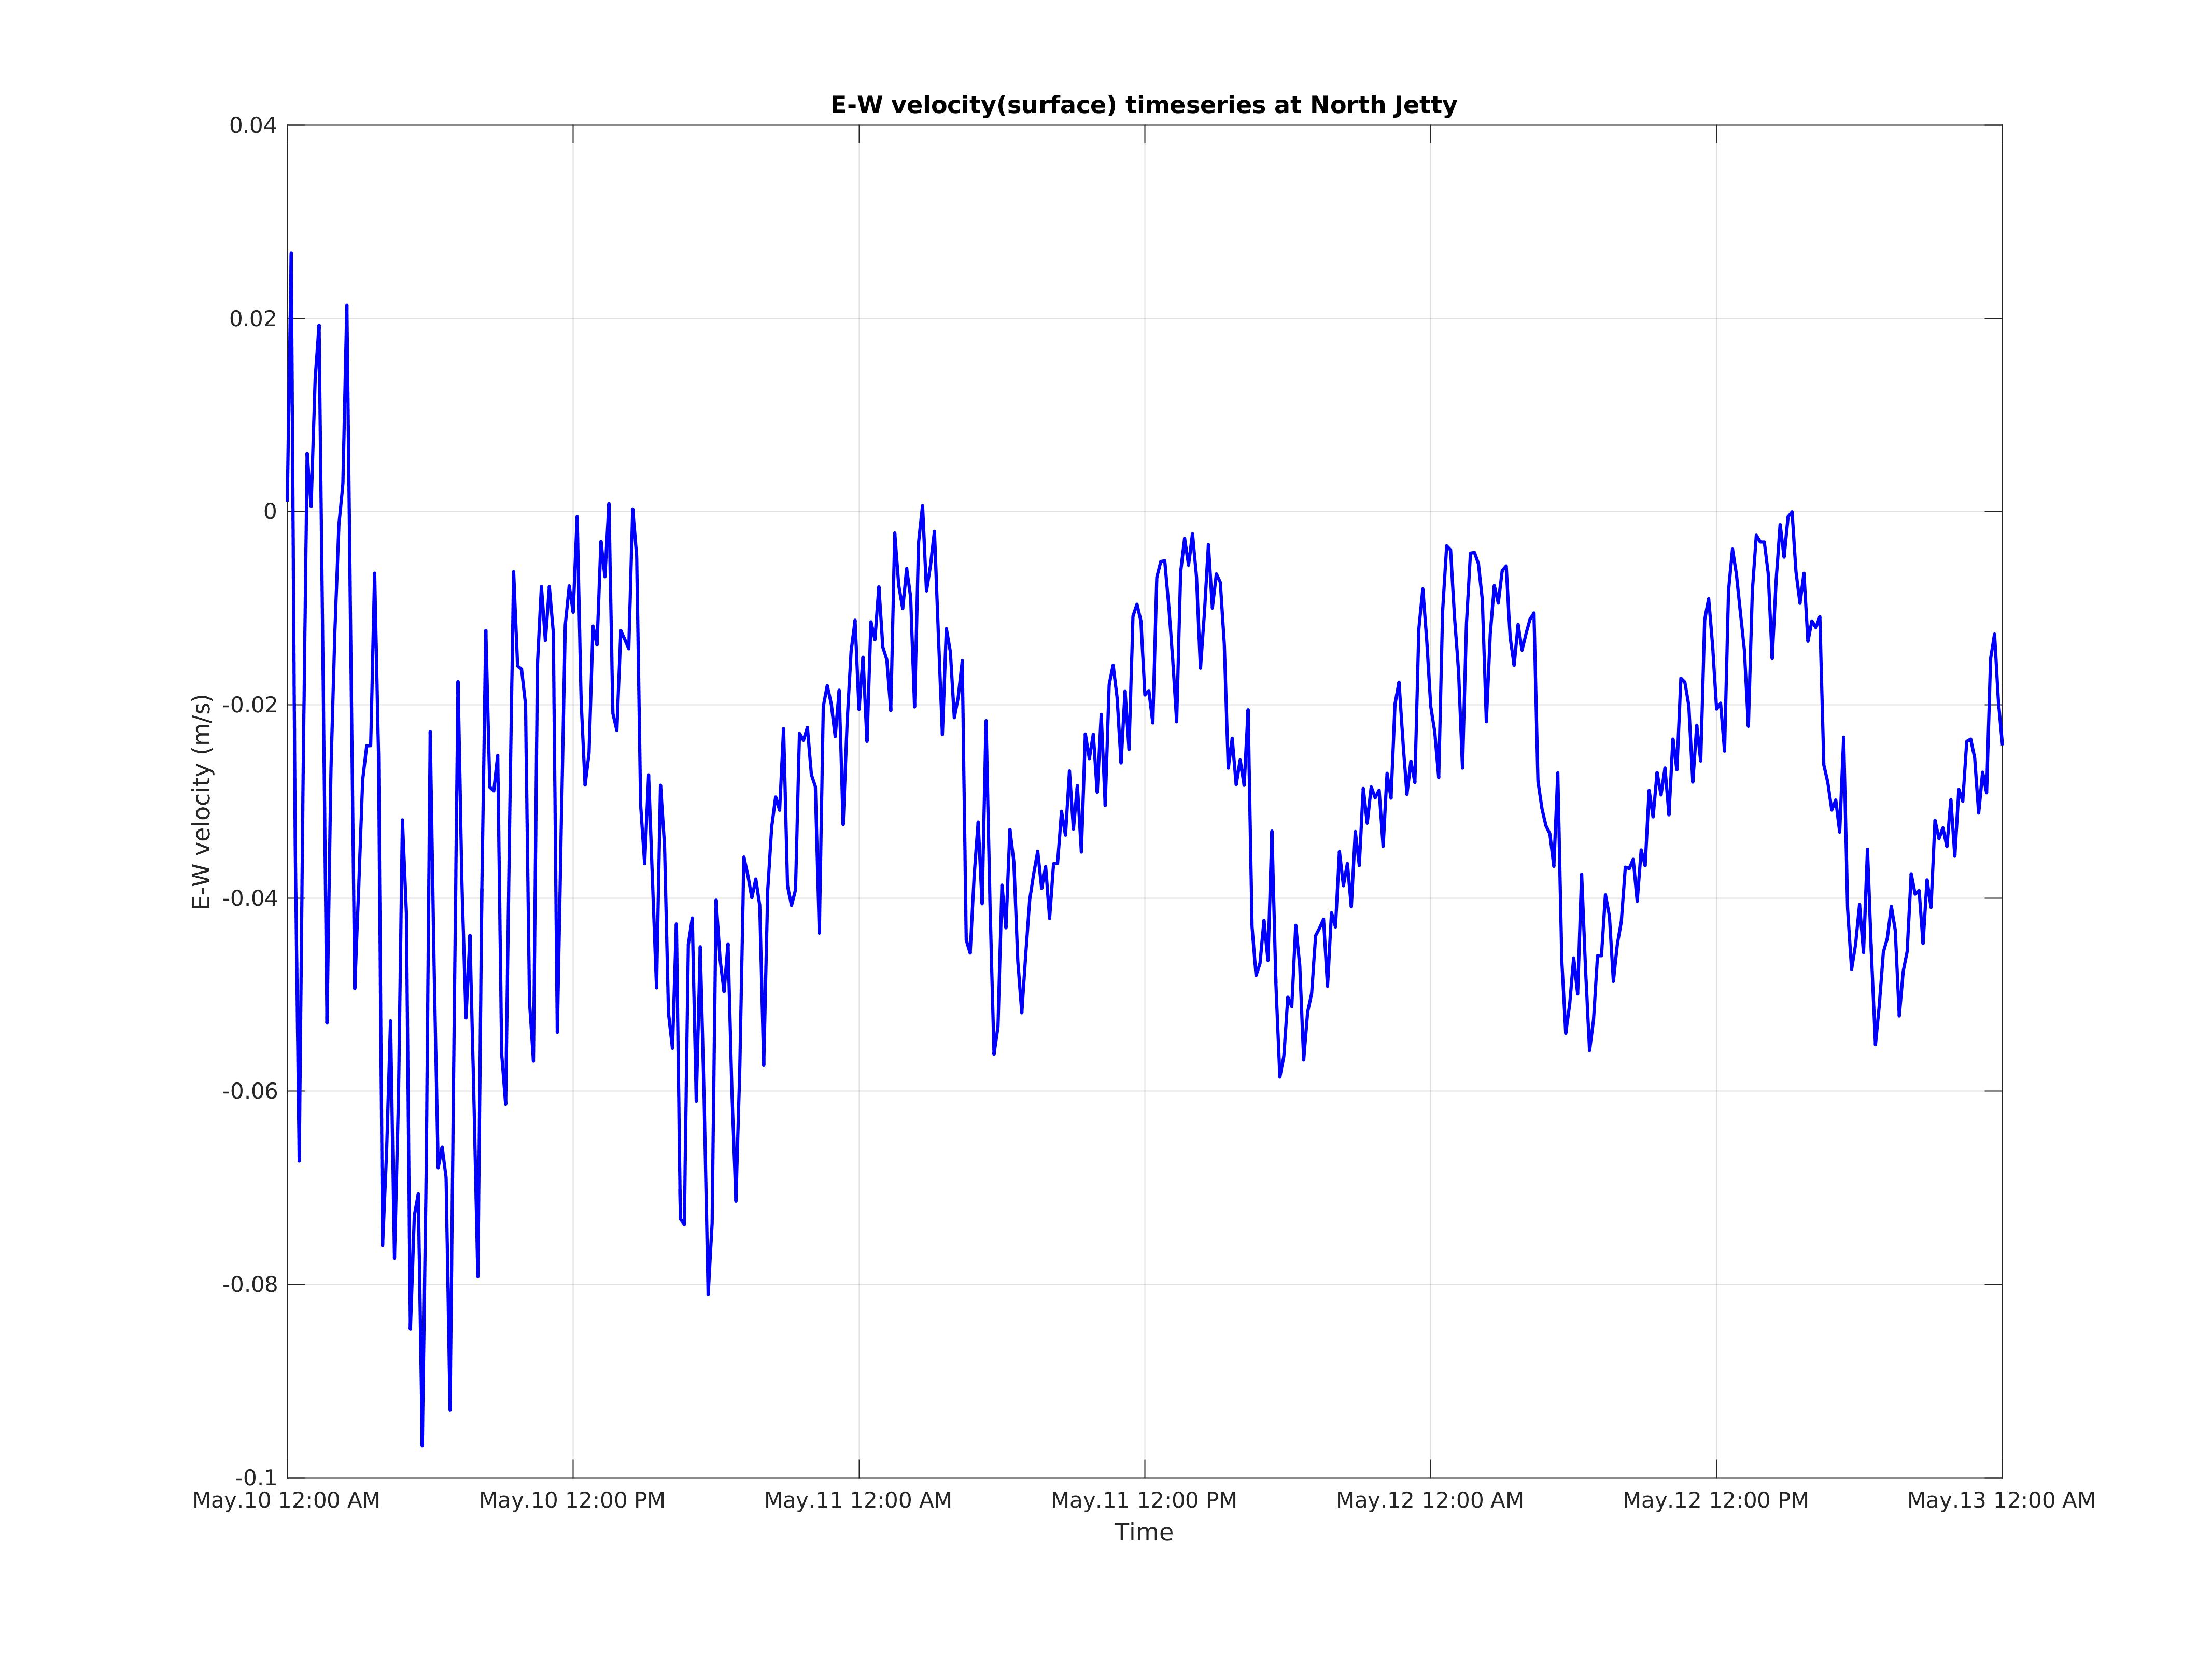 E-W velocity(surface) timeseries at North Jetty
0.04
0.02
0
-0.02
-0.04
-0.06
-0.08
-0.1
E-W velocity (m/s)
May.10 12:00 AM May.10 12:00 PM May.11 12:00 AM May.11 12:00 PM May.12 12:00 AM May.12 12:00 PM May.13 12:00 AM
Time